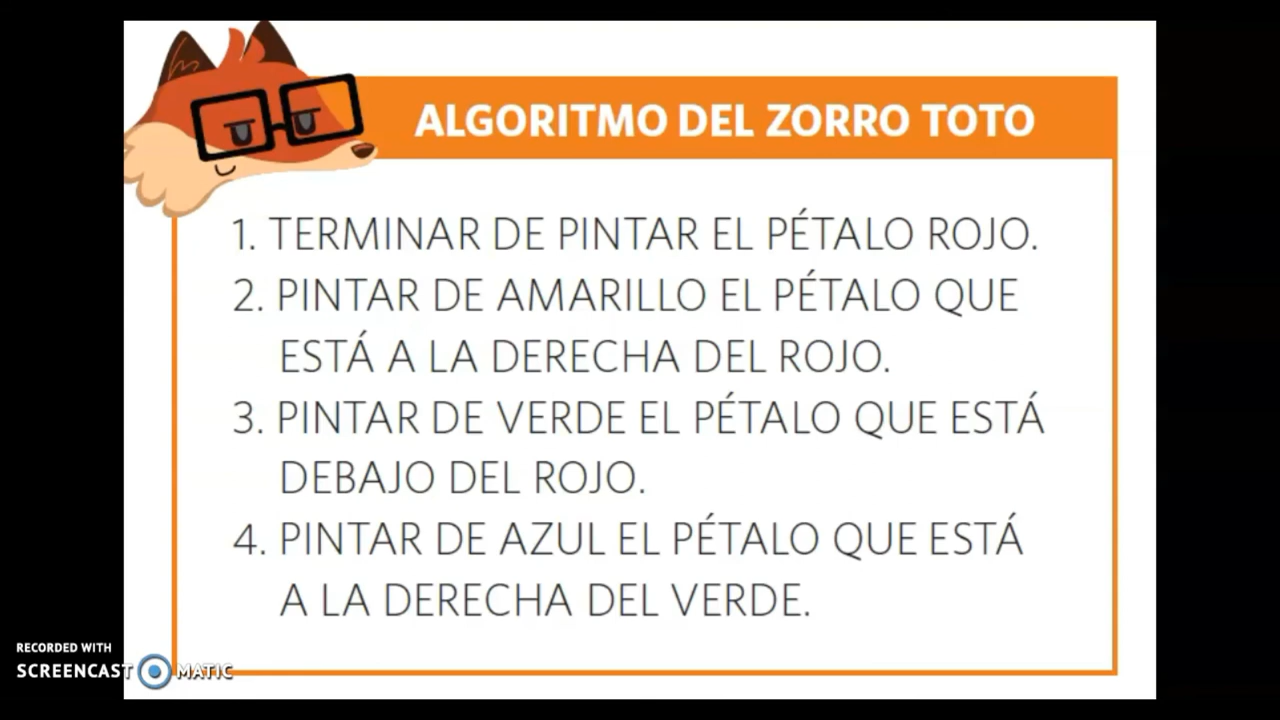 ALGORITMO DEL ZORRO TOTO
1. TERMINAR DE PINTAR EL PÉTALO ROJO.
2. PINTAR DE AMARILLO EL PÉTALO QUE
ESTÁ A LA DERECHA DEL ROJO.
3. PINTAR DE VERDE EL PÉTALO QUE ESTÁ
DEBAJO DEL ROJO.
4. PINTAR DE AZUL EL PÉTALO QUE ESTÁ
A LA DERECHA DEL VERDE.
RECORDED WITH
SCREENCAST MATIC